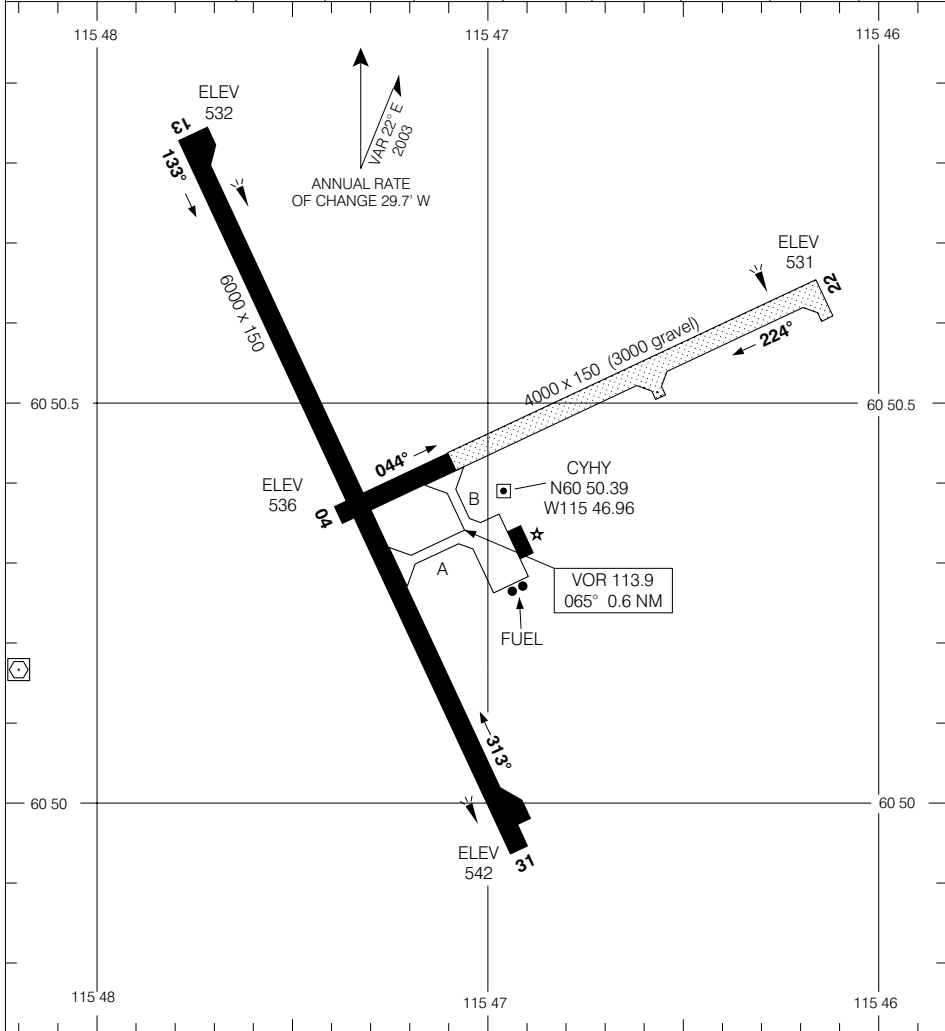 115 48
115 47
115 46
ELEV
532
13
133°
VAR 22° E
2003
ANNUAL RATE
OF CHANGE 29.7' W
6000 x 150
ELEV
531
22
224°
4000 x 150 (3000 gravel)
60 50.5
60 50.5
044°
ELEV
536
04
CYHY
N60 50.39
W115 46.96
B
A
VOR 113.9
065° 0.6 NM
FUEL
313°
60 50
60 50
ELEV
542
31
115 48
115 47
115 46